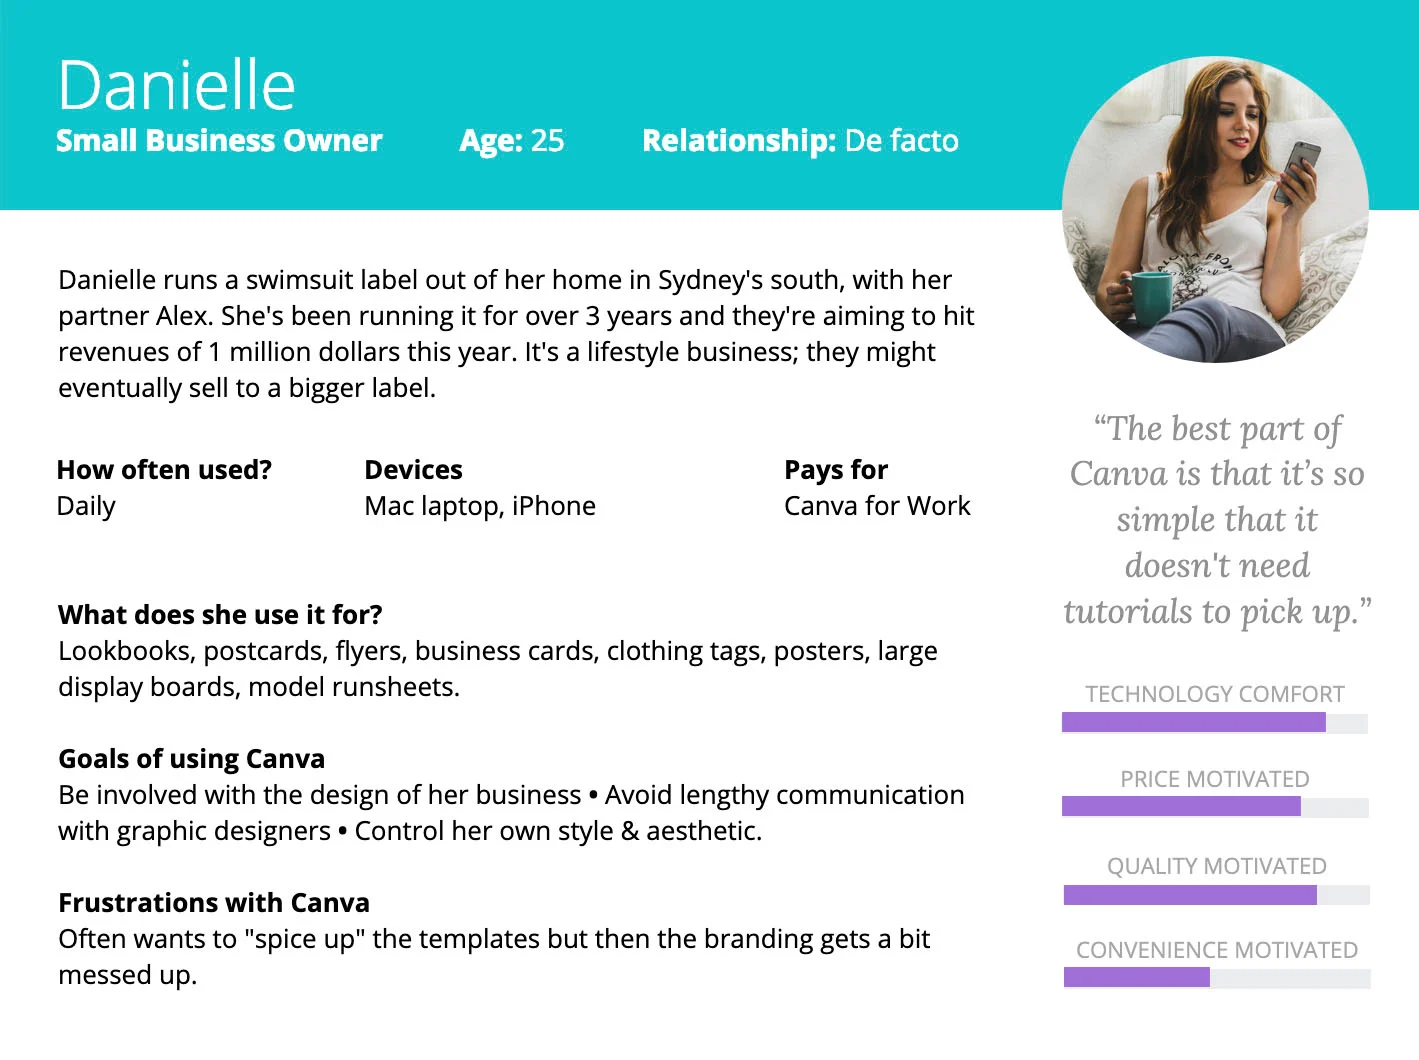 Danielle
Small Business Owner Age: 25 Relationship: De facto
Danielle runs a swimsuit label out of her home in Sydney's south, with her
partner Alex. She's been running it for over 3 years and they're aiming to hit
revenues of 1 million dollars this year. It's a lifestyle business; they might
eventually sell to a bigger label.
How often used? Devices Pays for
Daily Mac laptop, iPhone Canva for Work
What does she use it for?
Lookbooks, postcards, flyers, business cards, clothing tags, posters, large
display boards, model runsheets.
Goals of using Canva
Be involved with the design of her business • Avoid lengthy communication
with graphic designers • Control her own style & aesthetic.
Frustrations with Canva
Often wants to "spice up" the templates but then the branding gets a bit
messed up.
“The best part of
Canva is that it’s so
simple that it
doesn't need
tutorials to pick up.”
TECHNOLOGY COMFORT
PRICE MOTIVATED
QUALITY MOTIVATED
CONVENIENCE MOTIVATED